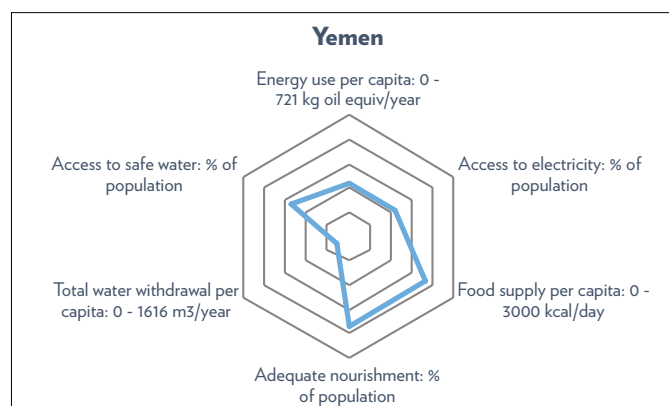 Yemen
Energy use per capita: 0 -
721 kg oil equiv/year
Access to safe water: % of
population
Access to electricity: % of
population
Total water withdrawal per
capita: 0 - 1616 m3/year
Food supply per capita: 0 -
3000 kcal/day
Adequate nourishment: %
of population